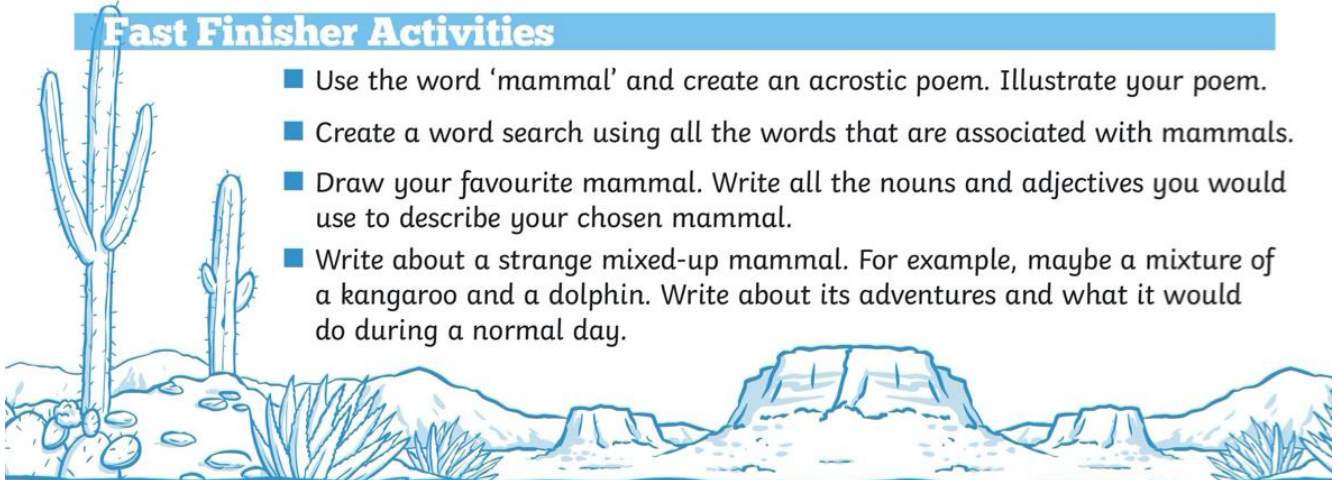 Fast Finisher Activities
Use the word ‘mammal’ and create an acrostic poem. Illustrate your poem.
Create a word search using all the words that are associated with mammals.
Draw your favourite mammal. Write all the nouns and adjectives you would
use to describe your chosen mammal.
Write about a strange mixed-up mammal. For example, maybe a mixture of
a kangaroo and a dolphin. Write about its adventures and what it would
do during a normal day.